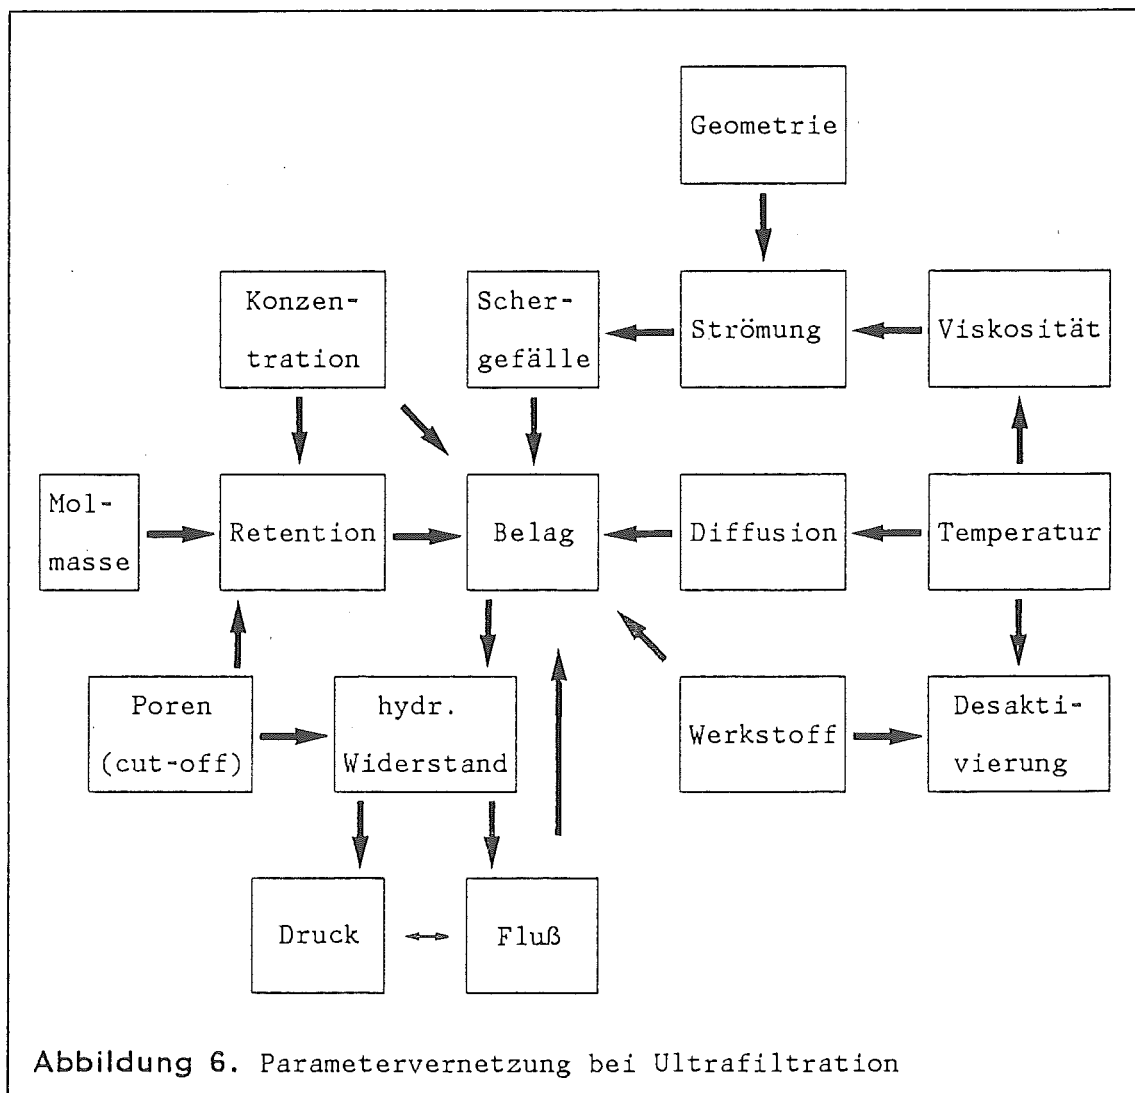 Geometrie
Konzen-
tration
Scher-
gefälle
Strömung
Viskosität
Mol-
masse
Retention
Belag
Diffusion
Temperatur
Poren
(cut-off)
hydr.
Widerstand
Werkstoff
Desakti-
vierung
Druck
Fluß
Abbildung 6. Parametervernetzung bei Ultrafiltration